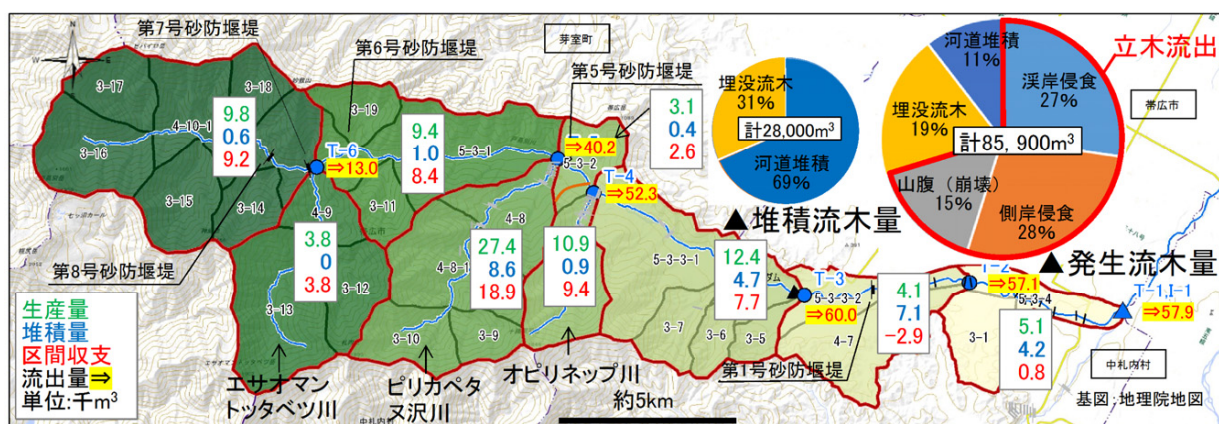 第7号砂防堰堤
第6号砂防堰堤
芽室町
第5号砂防堰堤
帯広市
立木流出
3-17
3-18
3-19
4-10-1
3-16
3-15
3-14
9.8
0.6
9.2
T-6
⇒13.0
3-11
9.4
1.0
8.4
5-3-1
⇒40.2
5-3-2
3.1
0.4
2.6
T-4
⇒52.3
埋没流木
31%
計28,000m³
河道堆積
69%
▲堆積流木量
河道堆積
11%
渓岸侵食
27%
埋没流木
19%
計85,900m³
山腹(崩壊)
15%
側岸侵食
28%
▲発生流木量
第8号砂防堰堤
4-9
3.8
0
3.8
3-12
3-13
4-8
4-8-1
27.4
8.6
18.9
3-10
3-9
10.9
0.9
9.4
5-3-3-1
12.4
4.7
7.7
3-7
3-6
3-5
T-3
5-3-3-2
⇒60.0
4-7
4.1
7.1
−2.9
T-2
⇒57.1
5-3-4
3-1
5.1
4.2
0.8
T-1,I-1
⇒57.9
第1号砂防堰堤
中札内村
生産量
堆積量
区間収支
流出量⇒
単位:千m³
エサオマン
トッタベツ川
ピリカペタ
ヌ沢川
オピリネップ川
約5km
基図:地理院地図